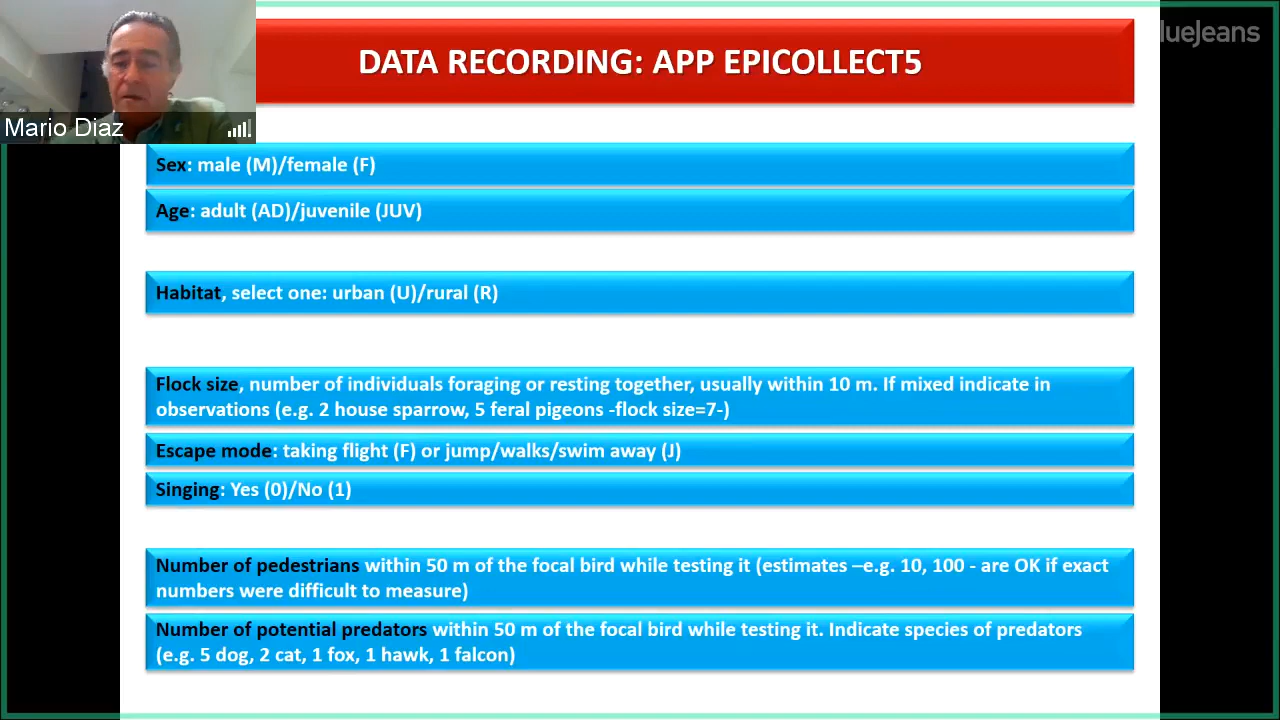 DATA RECORDING: APP EPICOLLECT5
Mario Diaz
Sex: male (M)/female (F)
Age: adult (AD)/juvenile (JUV)
Habitat, select one: urban (U)/rural (R)
Flock size, number of individuals foraging or resting together, usually within 10 m. If mixed indicate in
observations (e.g. 2 house sparrow, 5 feral pigeons -flock size=7-)
Escape mode: taking flight (F) or jump/walks/swim away (J)
Singing: Yes (0)/No (1)
Number of pedestrians within 50 m of the focal bird while testing it (estimates –e.g. 10, 100 - are OK if exact
numbers were difficult to measure)
Number of potential predators within 50 m of the focal bird while testing it. Indicate species of predators
(e.g. 5 dog, 2 cat, 1 fox, 1 hawk, 1 falcon)